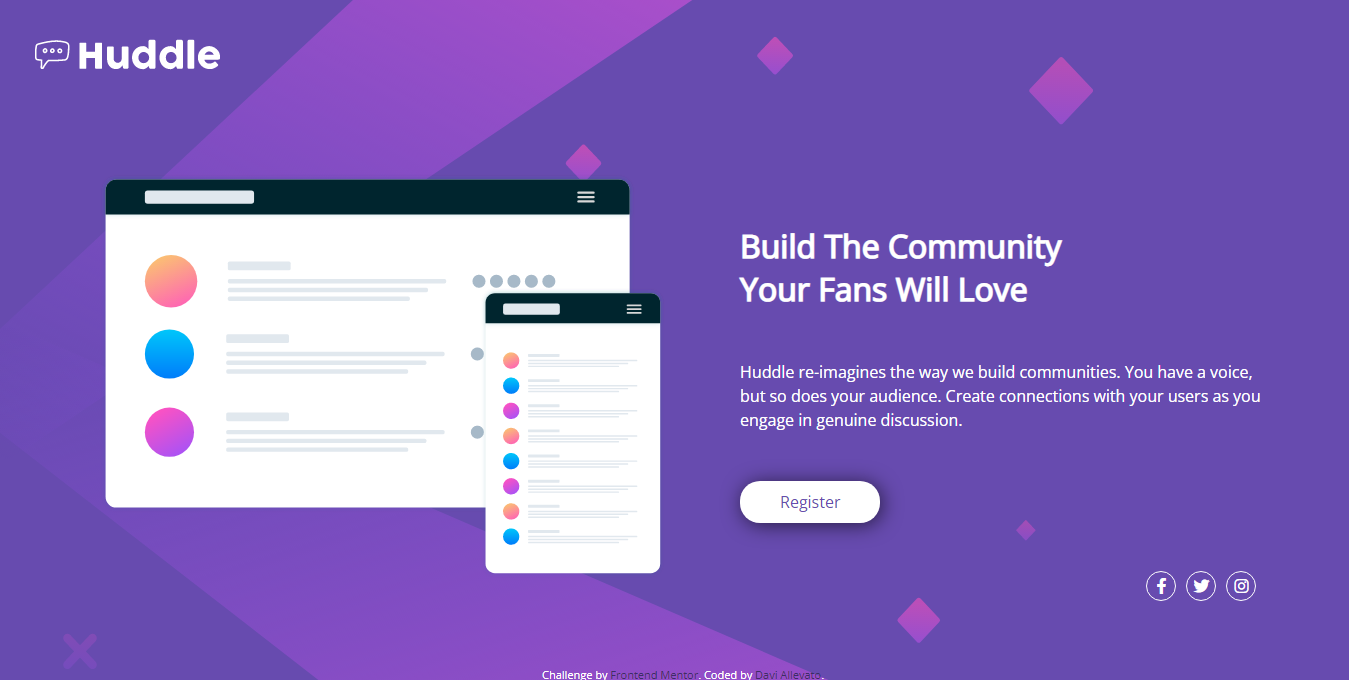 Huddle
Build The Community
Your Fans Will Love
Huddle re-imagines the way we build communities. You have a voice,
but so does your audience. Create connections with your users as you
engage in genuine discussion.
Register
Challenge by Frontend Mentor. Coded by Davi Allevato.